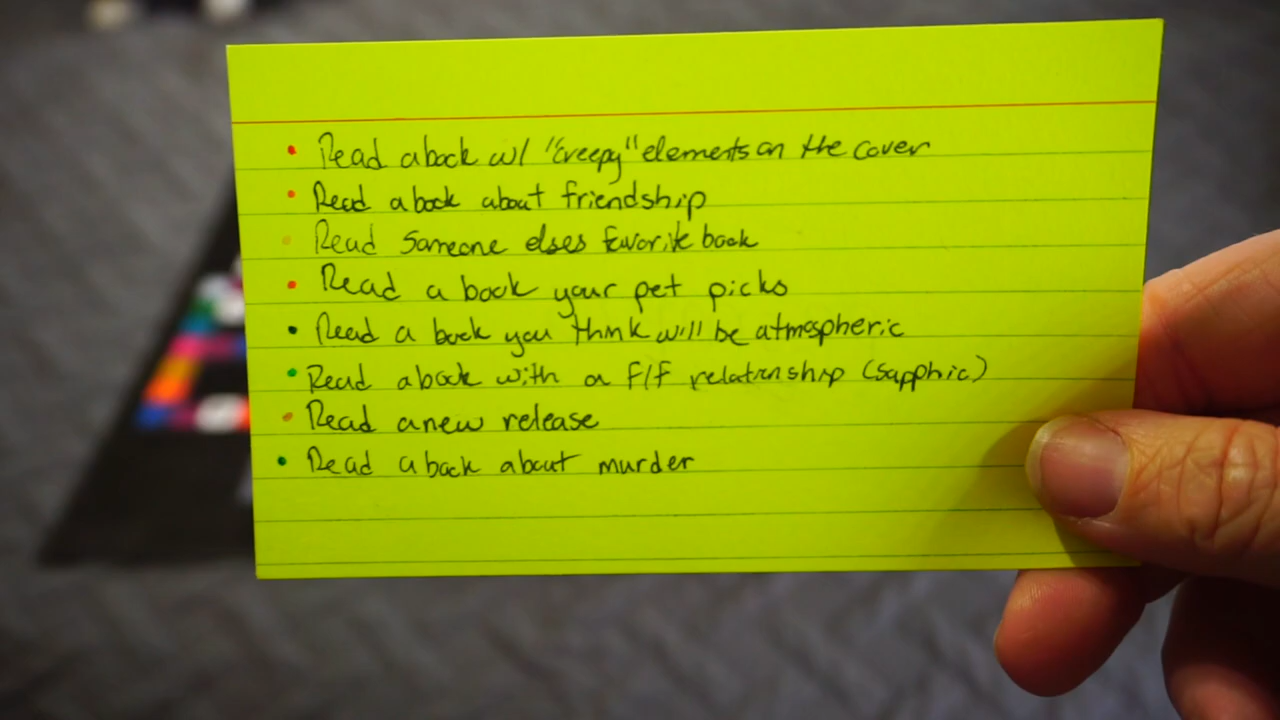 • Read a book w/ "creepy" elements on the cover
• Read a book about friendship
• Read someone elses favorite book
• Read a book your pet picks
• Read a book you think will be atmospheric
• Read a book with a F/F relationship (sapphic)
• Read a new release
• Read a book about murder